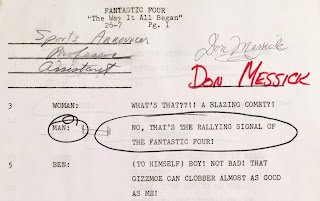 FANTASTIC FOUR
"The Way It All Began"
26-7 Pg. 1
Sports Announcer
Professor
Assistant
Don Messick
DON MESSICK
3 WOMAN: WHAT'S THAT??!! A BLAZING COMET?!
MAN: NO, THAT'S THE RALLYING SIGNAL OF
THE FANTASTIC FOUR!
5 BEN: (TO HIMSELF) BOY! NOT BAD! THAT
GIZZMOE CAN CLOBBER ALMOST AS GOOD
AS ME!